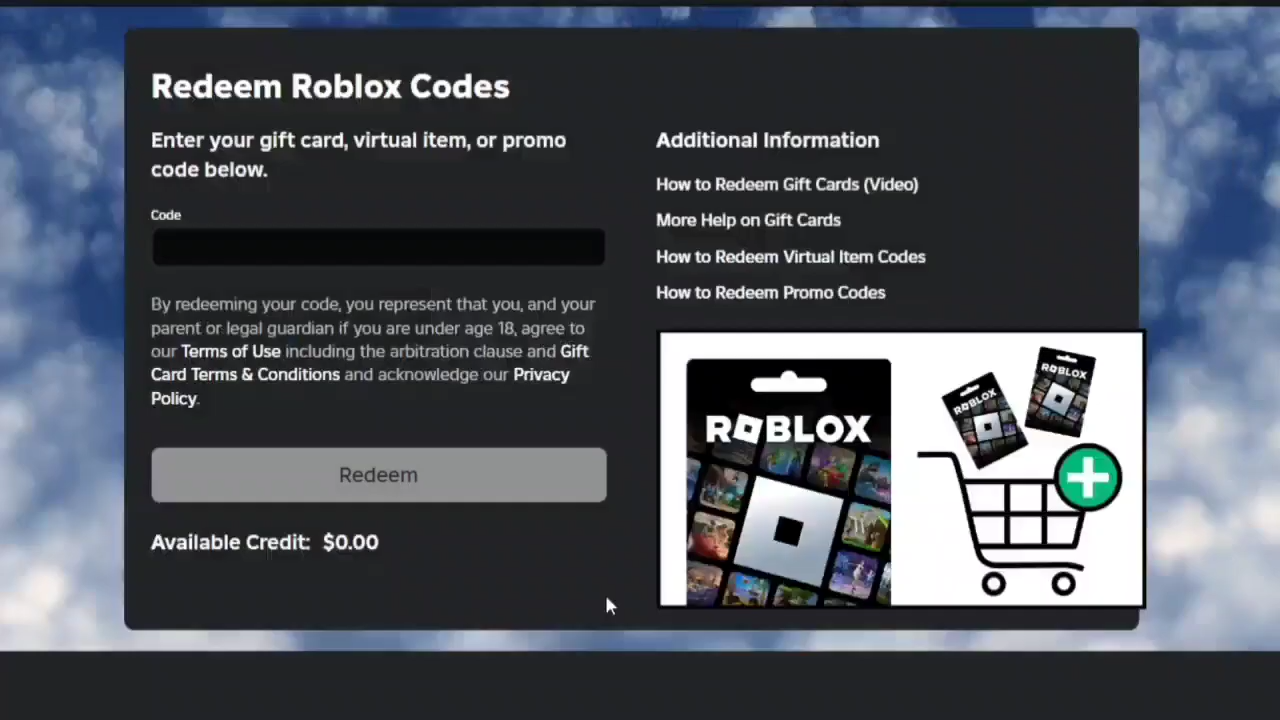 Redeem Roblox Codes
Enter your gift card, virtual item, or promo
code below.
Code
By redeeming your code, you represent that you, and your
parent or legal guardian if you are under age 18, agree to
our Terms of Use including the arbitration clause and Gift
Card Terms & Conditions and acknowledge our Privacy
Policy.
Redeem
Available Credit: $0.00
Additional Information
How to Redeem Gift Cards (Video)
More Help on Gift Cards
How to Redeem Virtual Item Codes
How to Redeem Promo Codes
ROBLOX
ROBLOX
ROBLOX